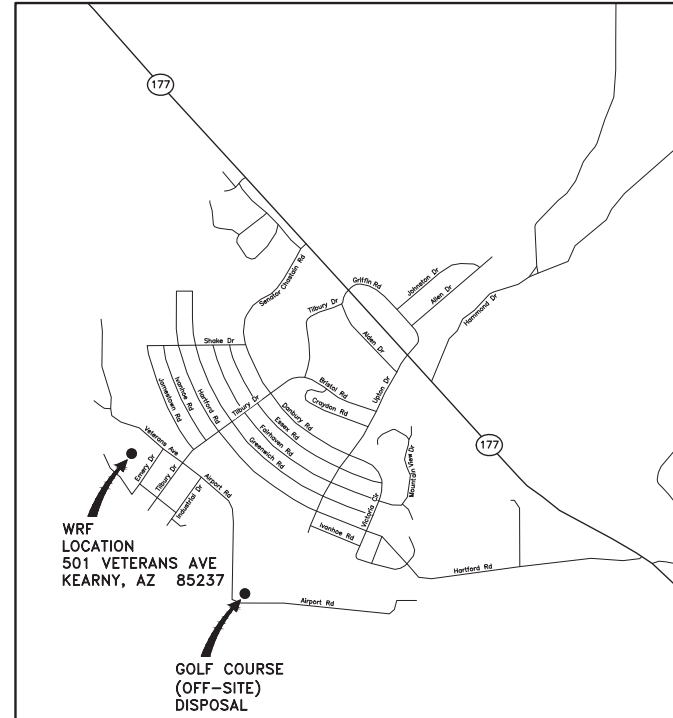 177
Senator Chastain Rd
Griffin Rd
Johnston Dr
Allen Dr
Hammond Dr
Tilbury Dr
Alden Dr
Shake Dr
Upton Dr
Bristol Rd
Croydon Rd
Jamestown Rd
Ivanhoe Rd
Hartford Rd
Tilbury Dr
Danbury Rd
Essex Rd
Fairhaven Rd
Greenwich Rd
Mountain View Dr
177
Veterans Ave
Emery Dr
Tilbury Dr
Industrial Dr
Airport Rd
Victoria Cir
Ivanhoe Rd
WRF
LOCATION
501 VETERANS AVE
KEARNY, AZ 85237
Hartford Rd
Airport Rd
GOLF COURSE
(OFF-SITE)
DISPOSAL